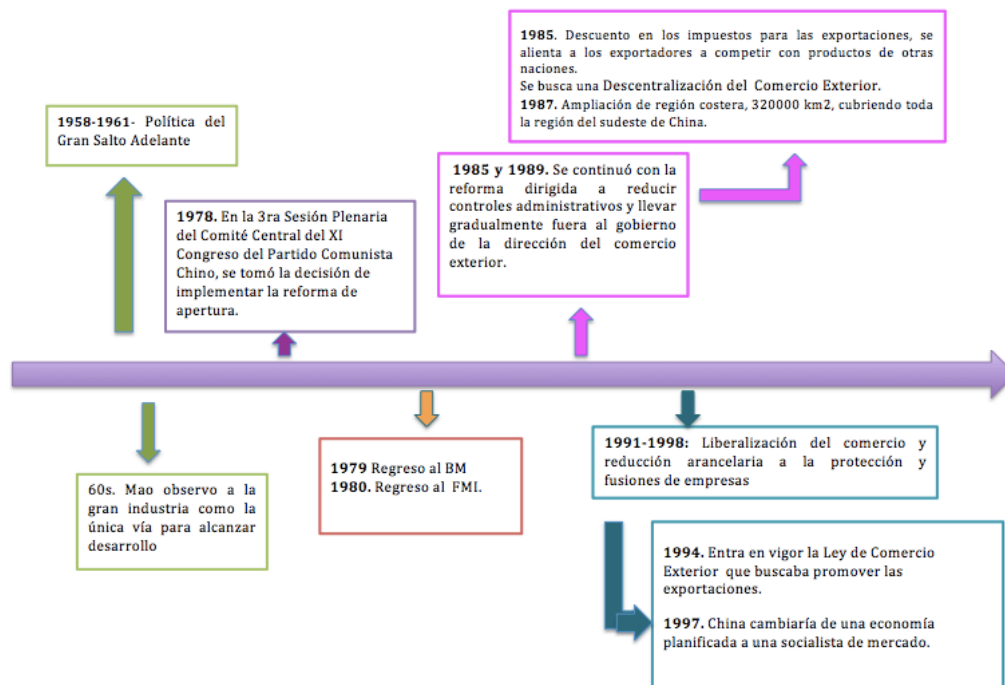 1985. Descuento en los impuestos para las exportaciones, se
alienta a los exportadores a competir con productos de otras
naciones.
Se busca una Descentralización del Comercio Exterior.
1987. Ampliación de región costera, 320000 km2, cubriendo toda
la región del sudeste de China.
1958-1961- Política del
Gran Salto Adelante
1985 y 1989. Se continuó con la
reforma dirigida a reducir
controles administrativos y llevar
gradualmente fuera al gobierno
de la dirección del comercio
exterior.
1978. En la 3ra Sesión Plenaria
del Comité Central del XI
Congreso del Partido Comunista
Chino, se tomó la decisión de
implementar la reforma de
apertura.
60s. Mao observo a la
gran industria como la
única vía para alcanzar
desarrollo
1979 Regreso al BM
1980. Regreso al FMI.
1991-1998: Liberalización del comercio y
reducción arancelaria a la protección y
fusiones de empresas
1994. Entra en vigor la Ley de Comercio
Exterior que buscaba promover las
exportaciones.
1997. China cambiaría de una economía
planificada a una socialista de mercado.